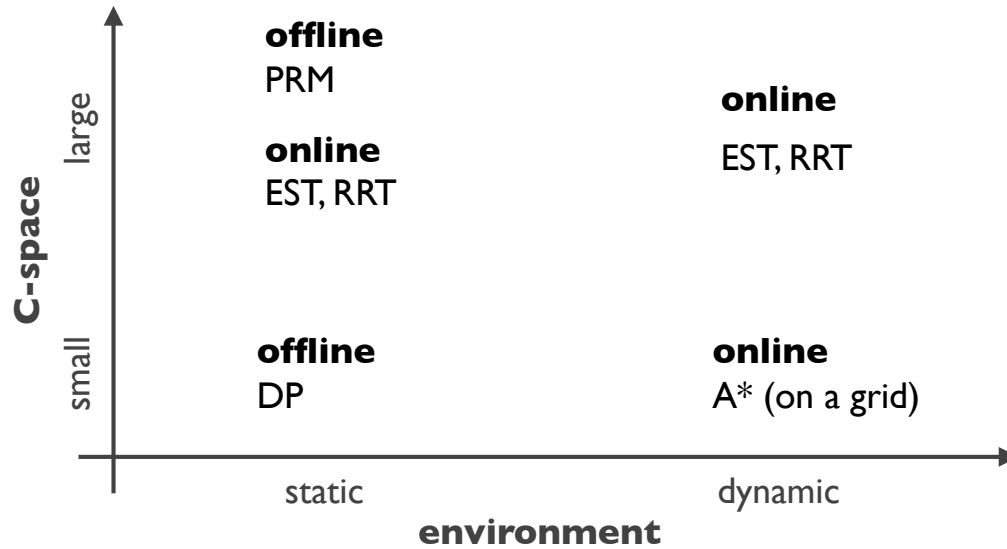 offline
PRM
online
EST, RRT
online
EST, RRT
large
C-space
small
offline
DP
online
A* (on a grid)
static
dynamic
environment